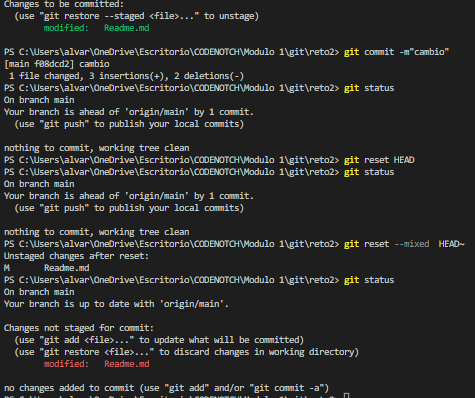 Changes to be committed:
  (use "git restore --staged <file>..." to unstage)
        modified:   Readme.md

PS C:\Users\alvar\OneDrive\Escritorio\CODENOTCH\Modulo 1\git\reto2> git commit -m"cambio"
[main f08dcd2] cambio
 1 file changed, 3 insertions(+), 2 deletions(-)
PS C:\Users\alvar\OneDrive\Escritorio\CODENOTCH\Modulo 1\git\reto2> git status
On branch main
Your branch is ahead of 'origin/main' by 1 commit.
  (use "git push" to publish your local commits)

nothing to commit, working tree clean
PS C:\Users\alvar\OneDrive\Escritorio\CODENOTCH\Modulo 1\git\reto2> git reset HEAD
PS C:\Users\alvar\OneDrive\Escritorio\CODENOTCH\Modulo 1\git\reto2> git status
On branch main
Your branch is ahead of 'origin/main' by 1 commit.
  (use "git push" to publish your local commits)

nothing to commit, working tree clean
PS C:\Users\alvar\OneDrive\Escritorio\CODENOTCH\Modulo 1\git\reto2> git reset --mixed  HEAD~
Unstaged changes after reset:
M       Readme.md
PS C:\Users\alvar\OneDrive\Escritorio\CODENOTCH\Modulo 1\git\reto2> git status
On branch main
Your branch is up to date with 'origin/main'.

Changes not staged for commit:
  (use "git add <file>..." to update what will be committed)
  (use "git restore <file>..." to discard changes in working directory)
        modified:   Readme.md

no changes added to commit (use "git add" and/or "git commit -a")